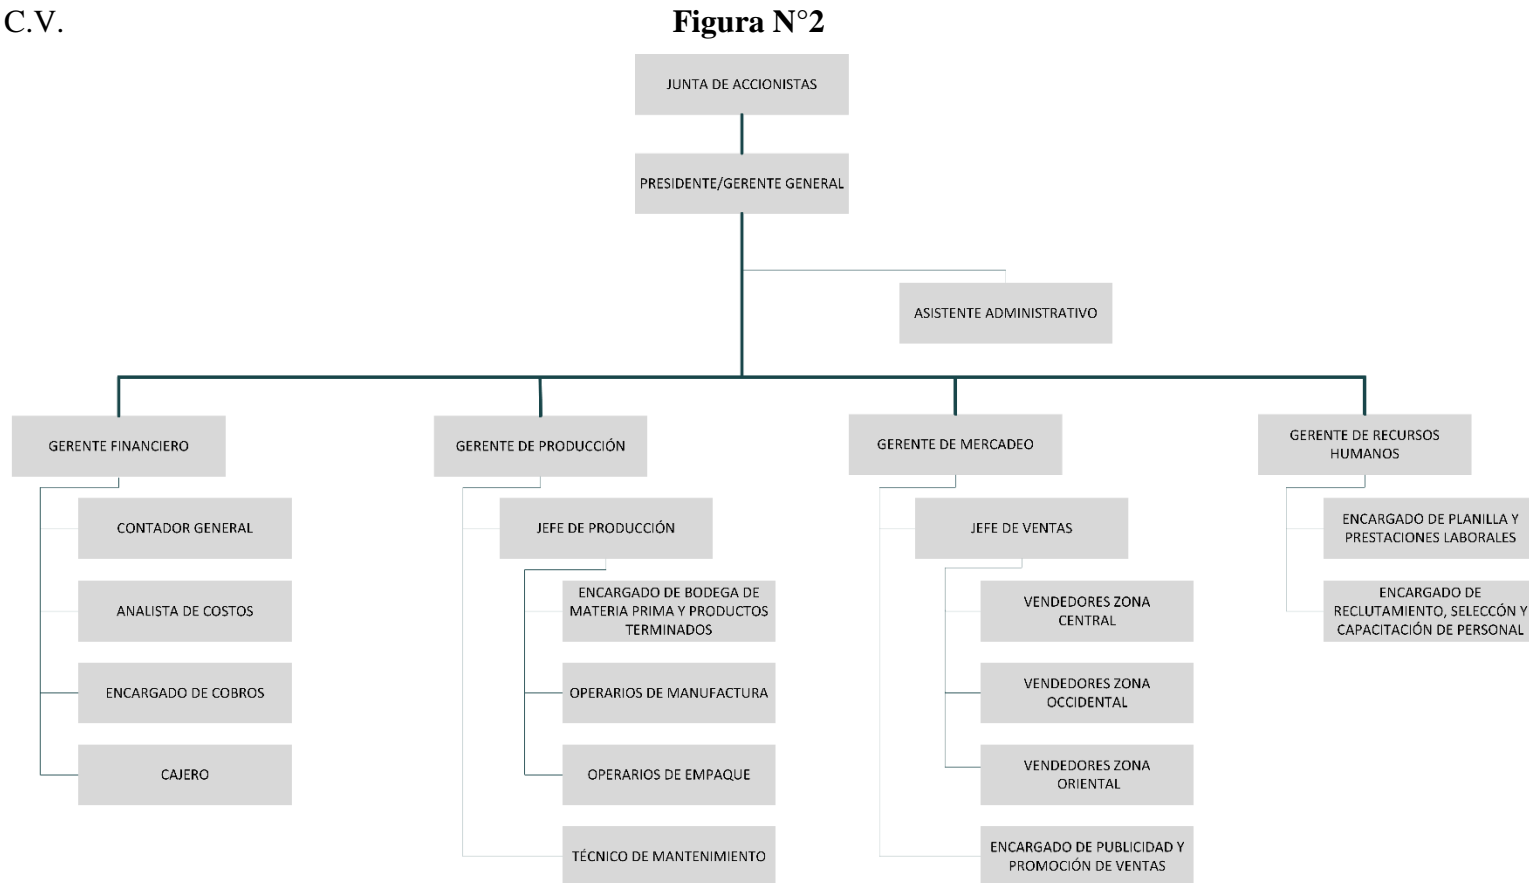 C.V.
Figura N°2
JUNTA DE ACCIONISTAS
PRESIDENTE/GERENTE GENERAL
ASISTENTE ADMINISTRATIVO
GERENTE FINANCIERO
CONTADOR GENERAL
ANALISTA DE COSTOS
ENCARGADO DE COBROS
CAJERO
GERENTE DE PRODUCCIÓN
JEFE DE PRODUCCIÓN
ENCARGADO DE BODEGA DE
MATERIA PRIMA Y PRODUCTOS
TERMINADOS
OPERARIOS DE MANUFACTURA
OPERARIOS DE EMPAQUE
TÉCNICO DE MANTENIMIENTO
GERENTE DE MERCADEO
JEFE DE VENTAS
VENDEDORES ZONA
CENTRAL
VENDEDORES ZONA
OCCIDENTAL
VENDEDORES ZONA
ORIENTAL
ENCARGADO DE PUBLICIDAD Y
PROMOCIÓN DE VENTAS
GERENTE DE RECURSOS
HUMANOS
ENCARGADO DE PLANILLA Y
PRESTACIONES LABORALES
ENCARGADO DE
RECLUTAMIENTO, SELECCÓN Y
CAPACITACIÓN DE PERSONAL